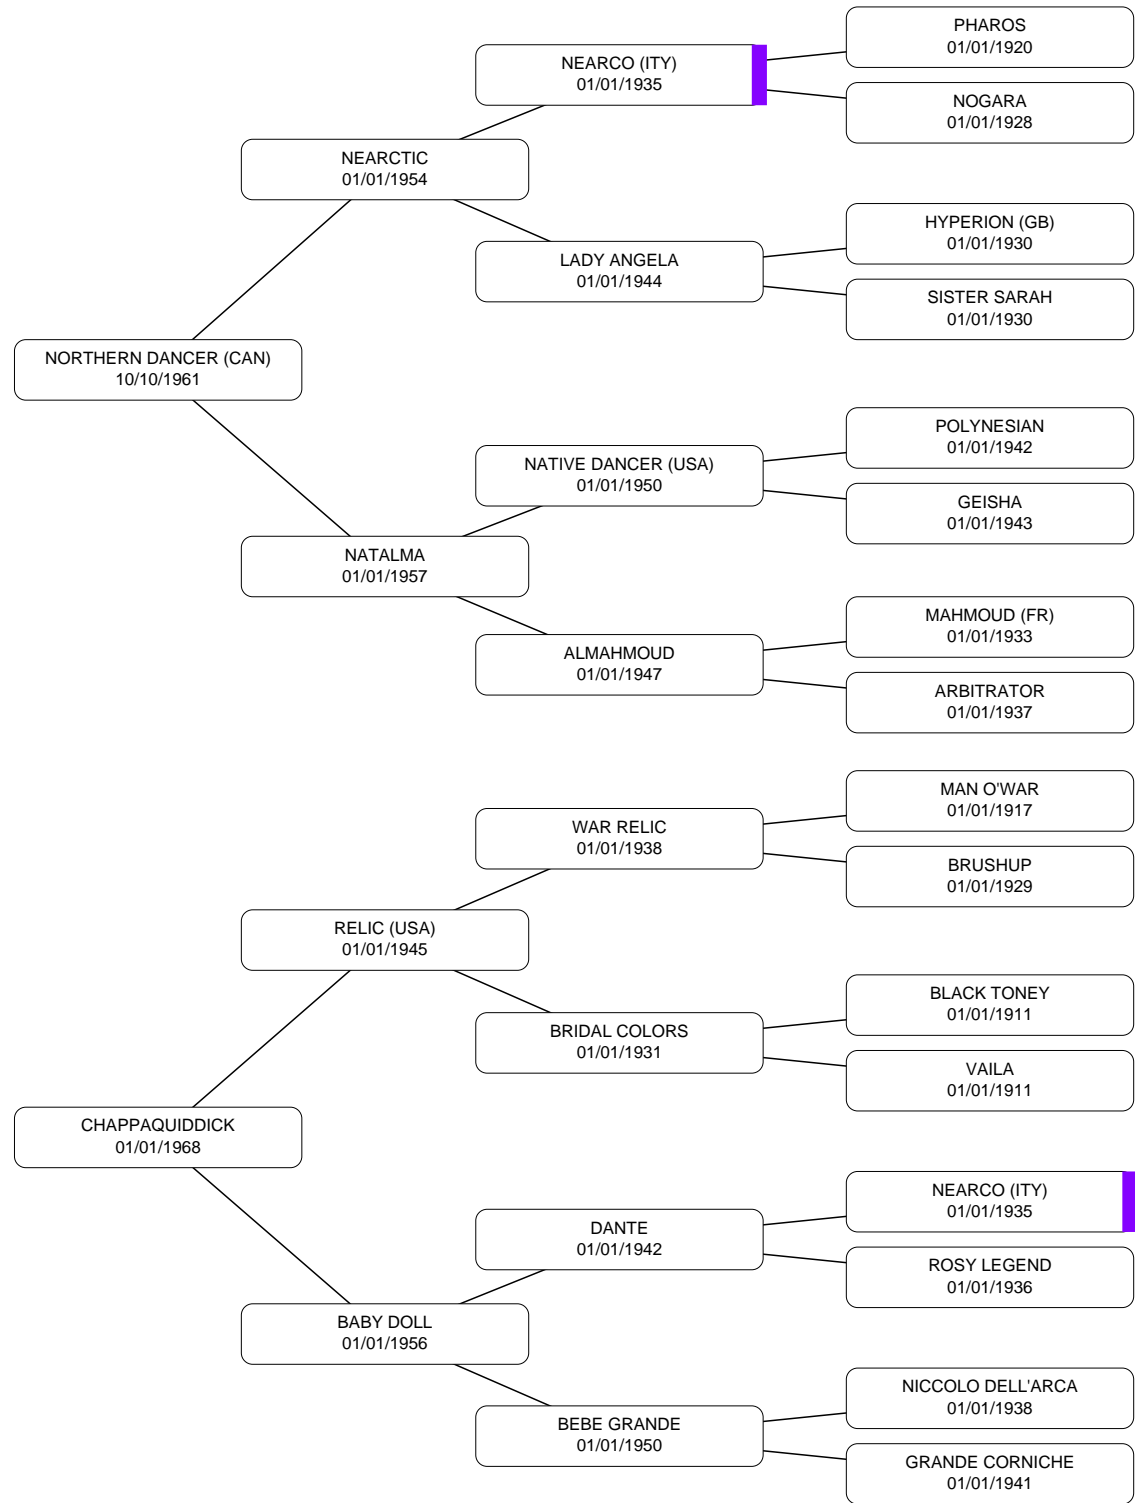 PHAROS
01/01/1920
NEARCO (ITY)
01/01/1935
NOGARA
01/01/1928
NEARCTIC
01/01/1954
HYPERION (GB)
01/01/1930
LADY ANGELA
01/01/1944
SISTER SARAH
01/01/1930
NORTHERN DANCER (CAN)
10/10/1961
POLYNESIAN
01/01/1942
NATIVE DANCER (USA)
01/01/1950
GEISHA
01/01/1943
NATALMA
01/01/1957
MAHMOUD (FR)
01/01/1933
ALMAHMOUD
01/01/1947
ARBITRATOR
01/01/1937
MAN O'WAR
01/01/1917
WAR RELIC
01/01/1938
BRUSHUP
01/01/1929
RELIC (USA)
01/01/1945
BLACK TONEY
01/01/1911
BRIDAL COLORS
01/01/1931
VAILA
01/01/1911
CHAPPAQUIDDICK
01/01/1968
NEARCO (ITY)
01/01/1935
DANTE
01/01/1942
ROSY LEGEND
01/01/1936
BABY DOLL
01/01/1956
NICCOLO DELL'ARCA
01/01/1938
BEBE GRANDE
01/01/1950
GRANDE CORNICHE
01/01/1941